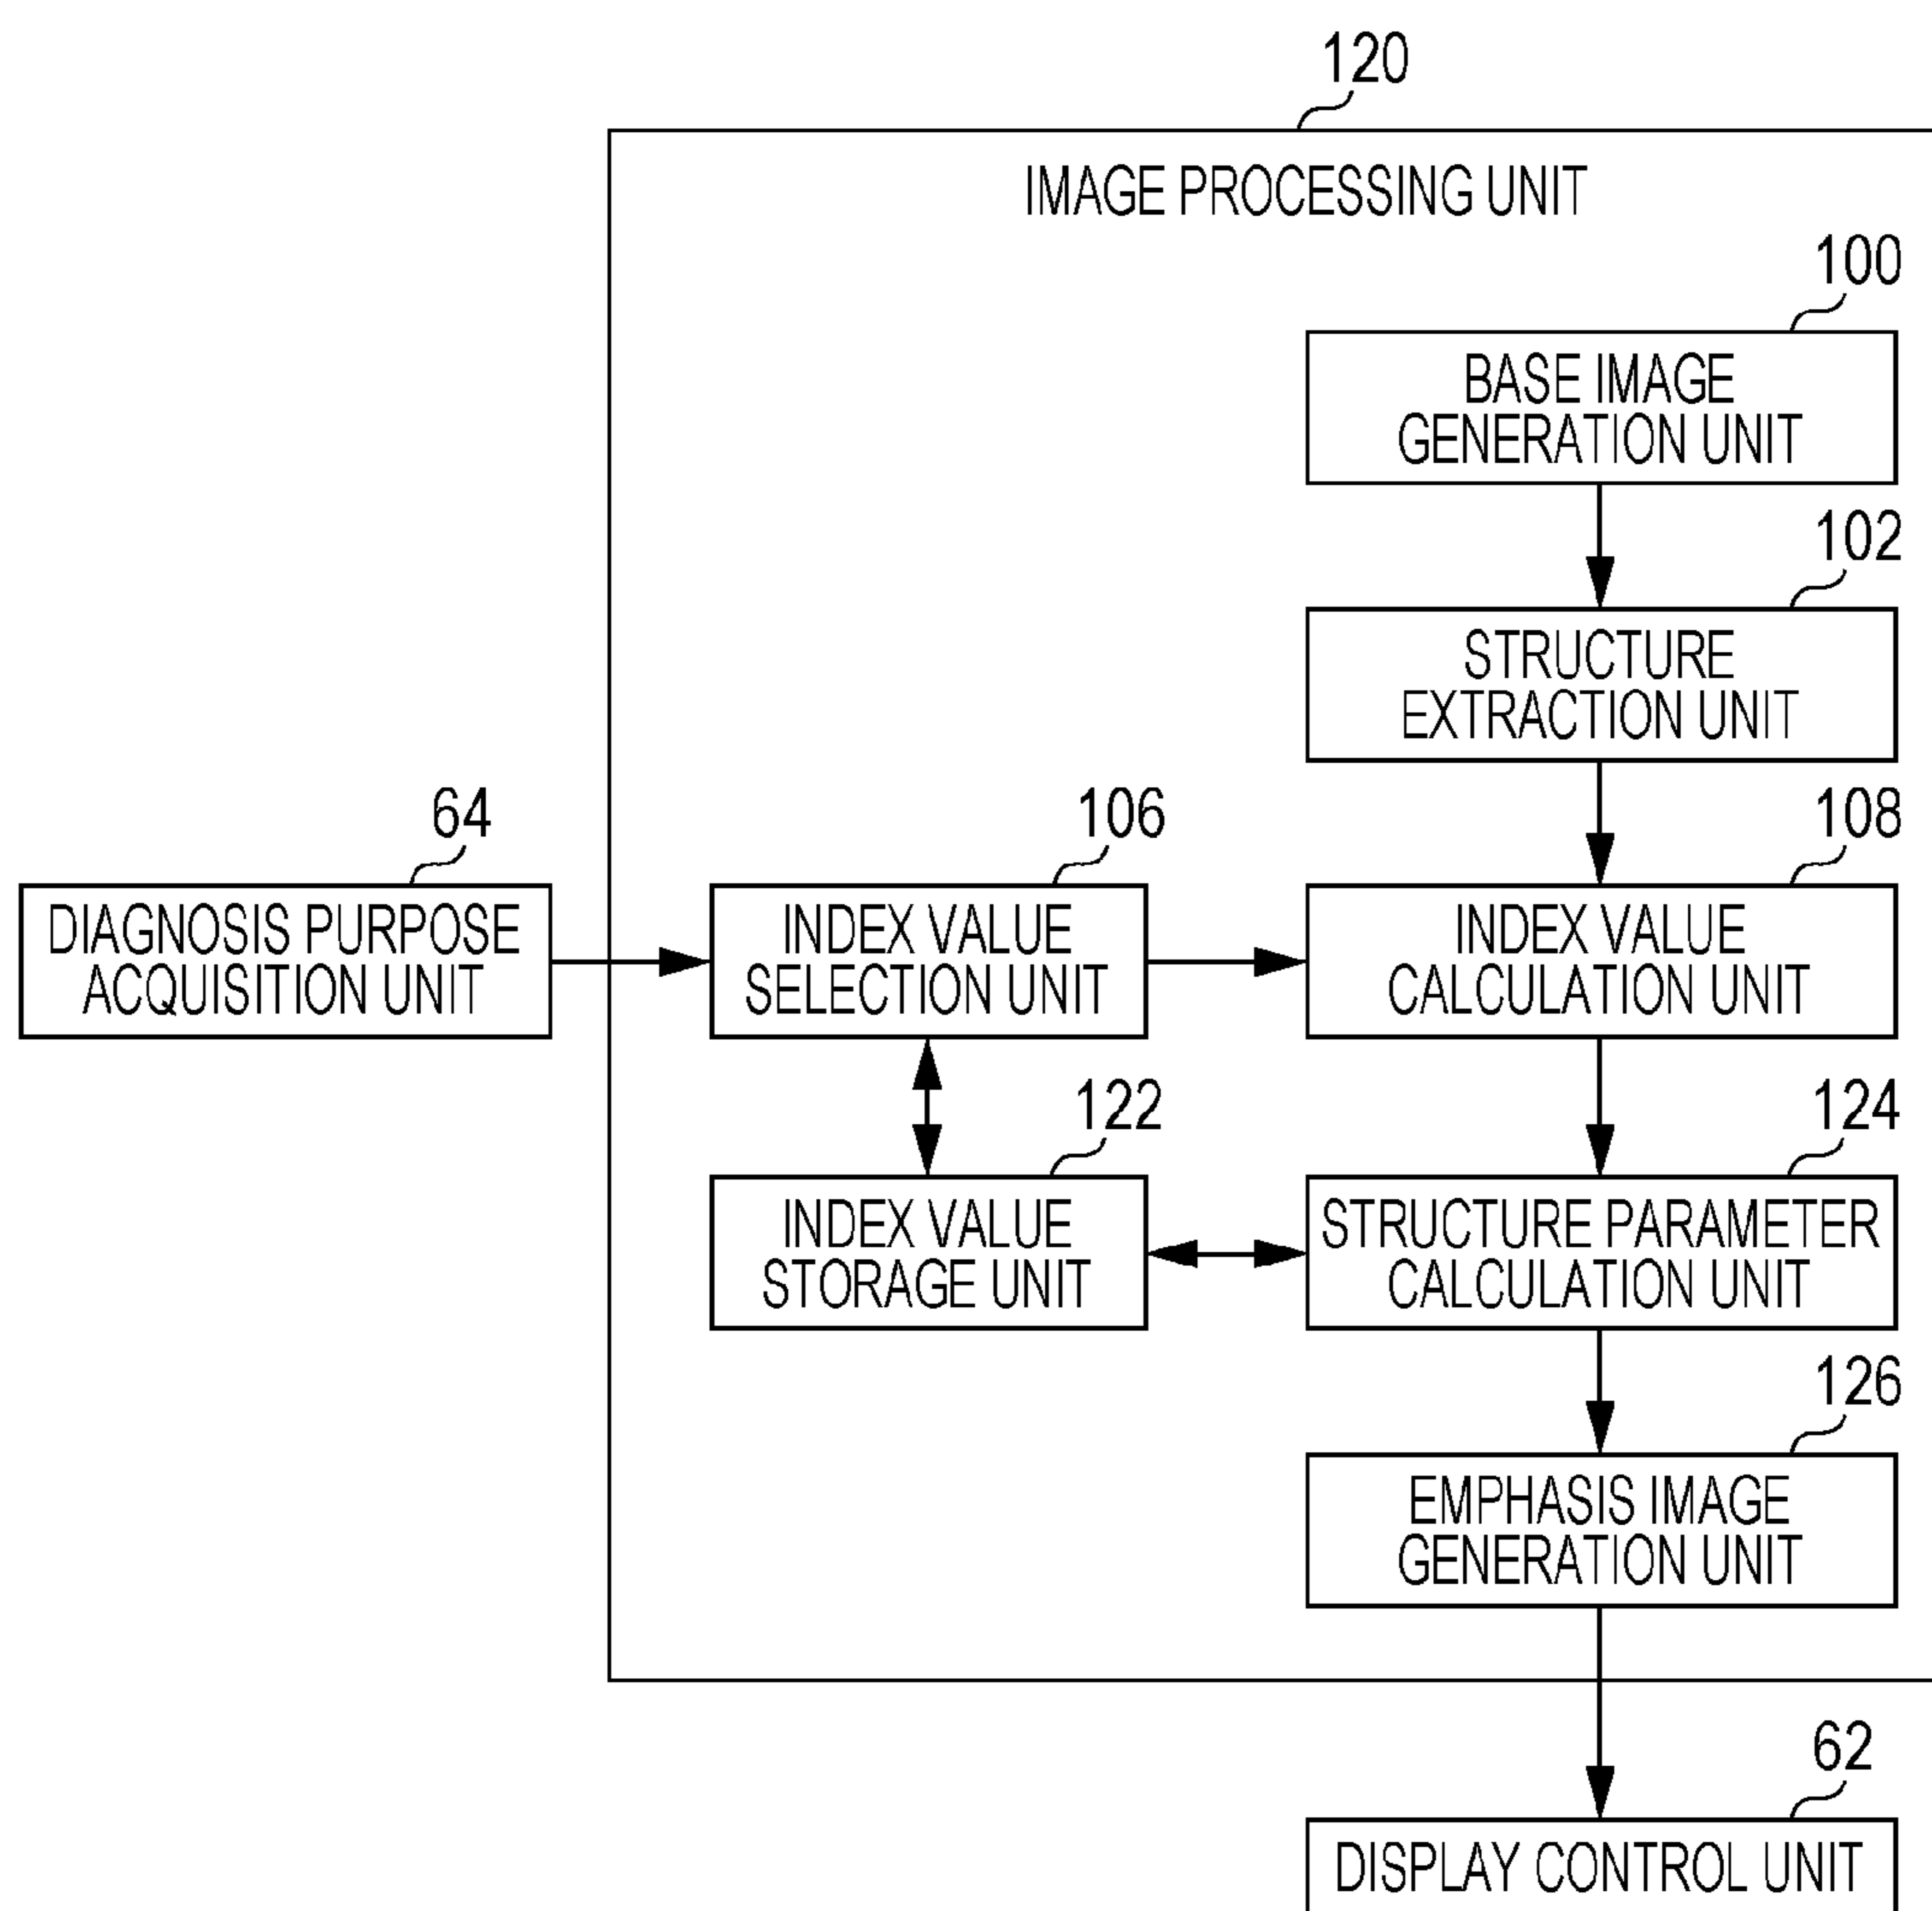 120
IMAGE PROCESSING UNIT
100
BASE IMAGE
GENERATION UNIT
102
STRUCTURE
EXTRACTION UNIT
64
DIAGNOSIS PURPOSE
ACQUISITION UNIT
106
INDEX VALUE
SELECTION UNIT
108
INDEX VALUE
CALCULATION UNIT
122
INDEX VALUE
STORAGE UNIT
124
STRUCTURE PARAMETER
CALCULATION UNIT
126
EMPHASIS IMAGE
GENERATION UNIT
62
DISPLAY CONTROL UNIT